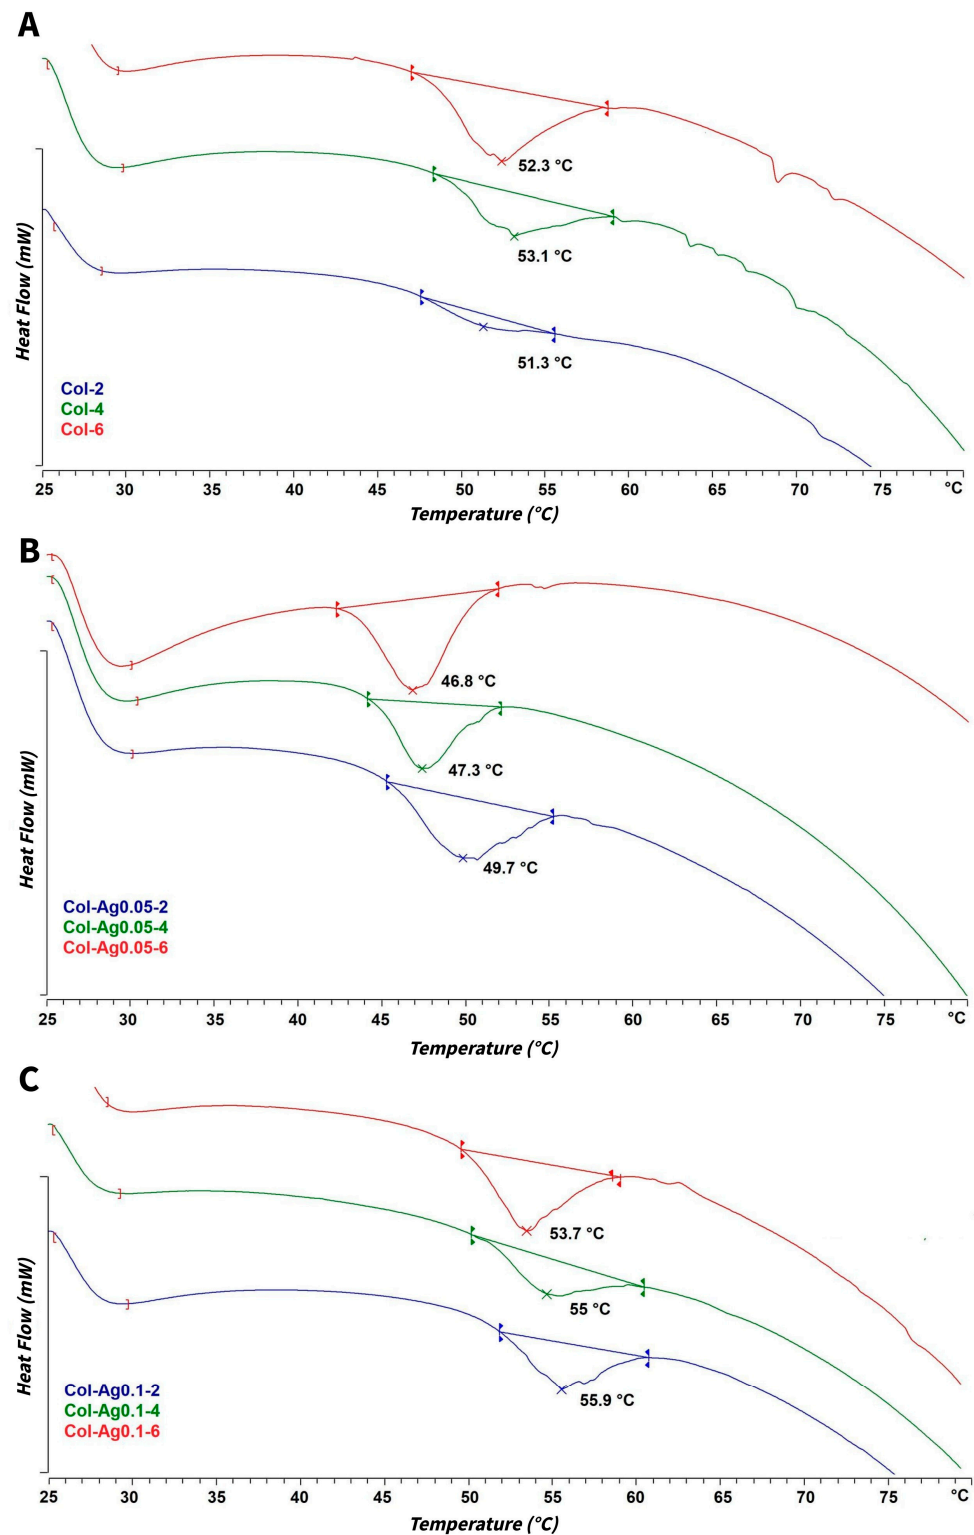 A
Heat Flow (mW)
52.3 °C
53.1 °C
51.3 °C
Col-2
Col-4
Col-6
25 30 35 40 45 50 55 60 65 70 75 °C
Temperature (°C)
B
Heat Flow (mW)
46.8 °C
47.3 °C
49.7 °C
Col-Ag0.05-2
Col-Ag0.05-4
Col-Ag0.05-6
25 30 35 40 45 50 55 60 65 70 75 °C
Temperature (°C)
C
Heat Flow (mW)
53.7 °C
55 °C
55.9 °C
Col-Ag0.1-2
Col-Ag0.1-4
Col-Ag0.1-6
25 30 35 40 45 50 55 60 65 70 75 °C
Temperature (°C)